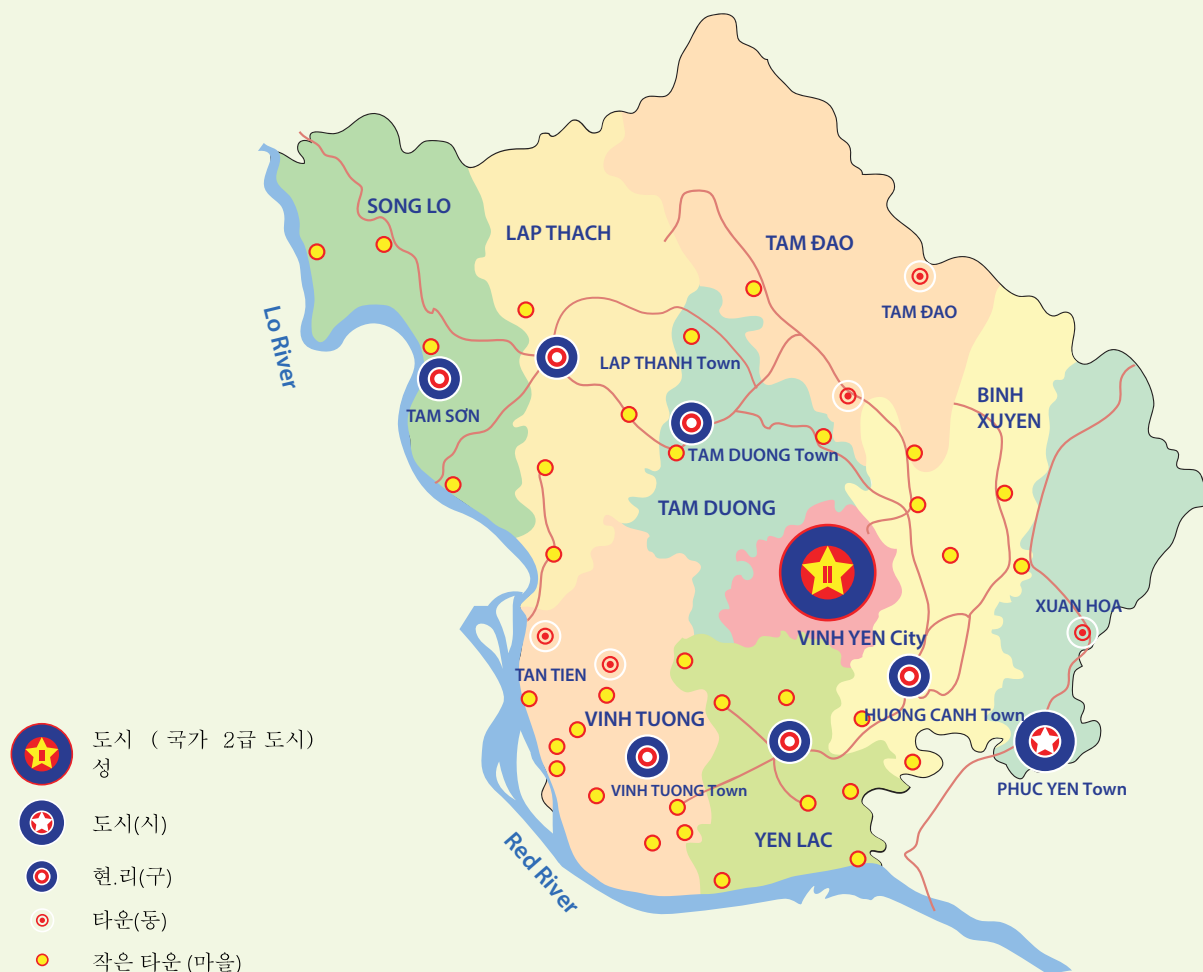 SONG LO
LAP THACH
TAM ĐAO
TAM ĐAO
Lo River
LAP THANH Town
BINH
XUYEN
TAM SƠN
TAM DUONG Town
TAM DUONG
II
XUAN HOA
VINH YEN City
TAN TIEN
VINH TUONG
HUONG CANH Town
VINH TUONG Town
PHUC YEN Town
YEN LAC
Red River
II
도시 ( 국가 2급 도시)
성
도시(시)
현.리(구)
타운(동)
작은 타운 (마을)